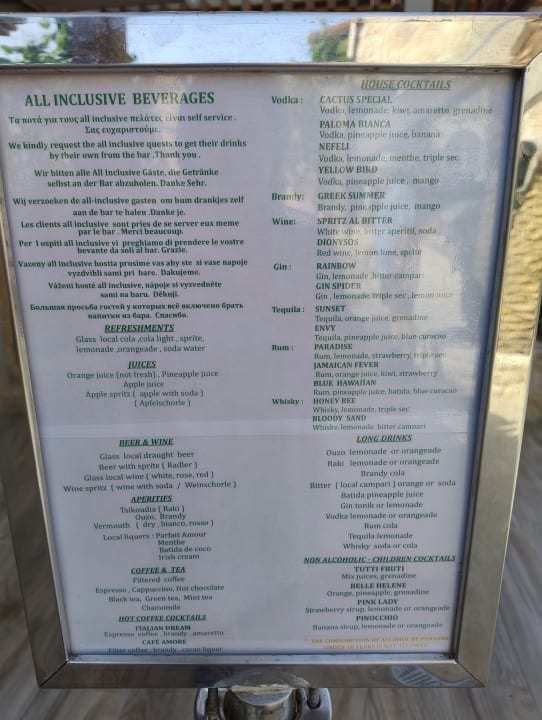 ALL INCLUSIVE BEVERAGES
Τα ποτά για τους all inclusive πελάτες είναι self service .
Σας ευχαριστούμε.
We kindly request the all inclusive quests to get their drinks
by their own from the bar .Thank you .
Wir bitten alle All Inclusive Gäste, die Getränke
selbst an der Bar abzuholen. Danke Sehr.
Wij verzoeken de all-inclusive gasten om hum drankjes zelf
aan de bar te halen .Danke je.
Les clients all inclusive sont pries de se server eus meme
par le bar . Merci beaucoup.
Per l ospiti all inclusive vi preghiamo di prendere le vostre
bevante da soli al bar. Grazie.
Vazeny all inclusive hostia prosime vas aby ste si vase napoje
vyzdvihli sami pri bare. Dakujeme.
Vážení hosté all inclusive, nápoje si vyzvedněte
sami na baru. Děkuji.
Большая просьба гостей у которых всё включено брать
напитки из бара. Спасибо.
REFRESHMENTS
Glass local cola ,cola light , sprite,
lemonade ,orangeade , soda water
JUICES
Orange juice (not fresh) , Pineapple juice
Apple juice
Apple spritz ( apple with soda )
( Apfelschorle )
BEER & WINE
Glass local draught beer
Beer with sprite ( Radler )
Glass local wine ( white, rose, red )
Wine spritz ( wine with soda / Weinschorle )
APERITIFS
Tsikoudia ( Raki )
Ouzo, Brandy
Vermouth ( dry , bianco, rosso )
Local liquers : Parfait Amour
Menthe
Batida de coco
Irish cream
COFFEE & TEA
Filtered coffee
Espresso , Cappuccino, Hot chocolate
Black tea, Green tea, Mint tea
Chamomile
HOT COFFEE COCKTAILS
ITALIAN DREAM
Espresso coffee , brandy , amaretto
CAFÉ AMORE
Filter coffee , brandy , cacao liquer
HOUSE COCKTAILS
Vodka : CACTUS SPECIAL
Vodka, lemonade, kiwi, amaretto, grenadine
PALOMA BIANCA
Vodka, pineapple juice, banana
NEFELI
Vodka, lemonade, menthe, triple sec
YELLOW BIRD
Vodka, pineapple juice , mango
Brandy: GREEK SUMMER
Brandy, pineapple juice, mango
Wine: SPRITZ AL BITTER
White wine, bitter aperitif, soda
DIONYSOS
Red wine, lemon lime, sprite
Gin : RAINBOW
Gin, lemonade ,bitter campari
GIN SPIDER
Gin , lemonade, triple sec , lemon juice
Tequila : SUNSET
Tequila, orange juice, grenadine
ENVY
Tequila, pineapple juice, blue curacao
Rum : PARADISE
Rum, lemonade, strawberry, triple sec
JAMAICAN FEVER
Rum, orange juice, kiwi, strawberry
BLUE HAWAIIAN
Rum, pineapple juice, batida, blue curacao
Whisky : HONEY BEE
Whisky, lemonade, triple sec
BLOODY SAND
Whisky, lemonade, bitter campari
LONG DRINKS
Ouzo lemonade or orangeade
Raki lemonade or orangeade
Brandy cola
Bitter ( local campari ) orange or soda
Batida pineapple juice
Gin tonik or lemonade
Vodka lemonade or orangeade
Rum cola
Tequila lemonade
Whisky soda or cola
NON ALCOHOLIC - CHILDREN COCKTAILS
TUTTI FRUTI
Mix juices, grenadine
BELLE HELENE
Orange, pineapple, grenadine
PINK LADY
Strawberry sirup, lemonade or orangeade
PINOCCHIO
Banana sirup, lemonade or orangeade
* THE CONSUMPTION OF ALCOHOL BY PERSONS
UNDER 18 YEARS IS NOT ALLOWED